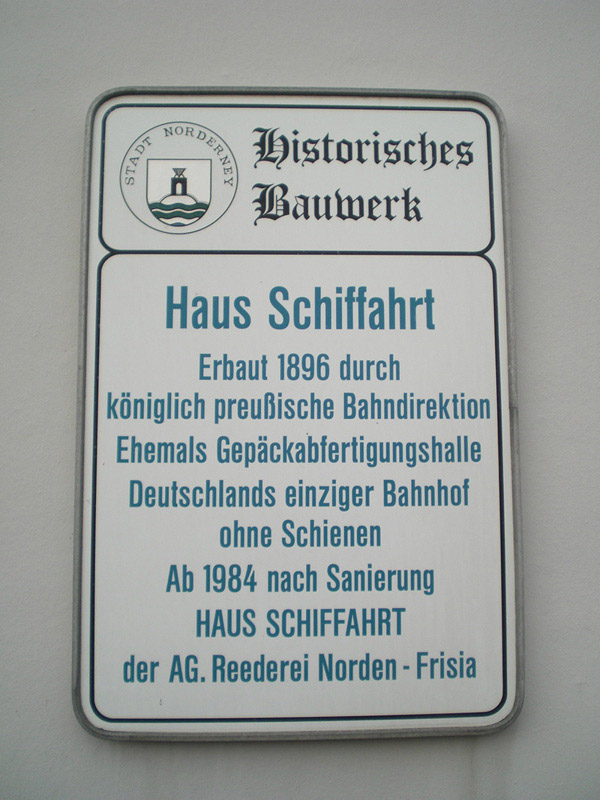 STADT NORDERNEY
Historisches
Bauwerk
Haus Schiffahrt
Erbaut 1896 durch
königlich preußische Bahndirektion
Ehemals Gepäckabfertigungshalle
Deutschlands einziger Bahnhof
ohne Schienen
Ab 1984 nach Sanierung
HAUS SCHIFFAHRT
der AG. Reederei Norden - Frisia